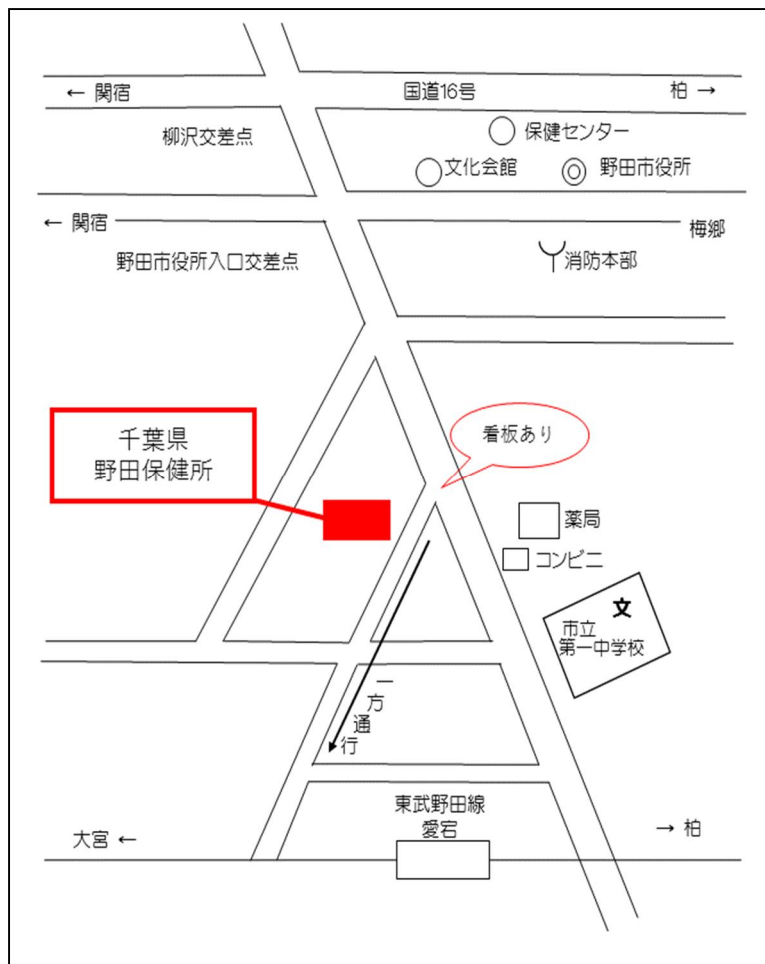 ← 関宿
国道16号
柏 →
柳沢交差点
保健センター
文化会館
野田市役所
← 関宿
梅郷
野田市役所入口交差点
消防本部
千葉県
野田保健所
看板あり
薬局
コンビニ
文
市立
第一中学校
一方通行
東武野田線
愛宕
大宮 ←
→ 柏